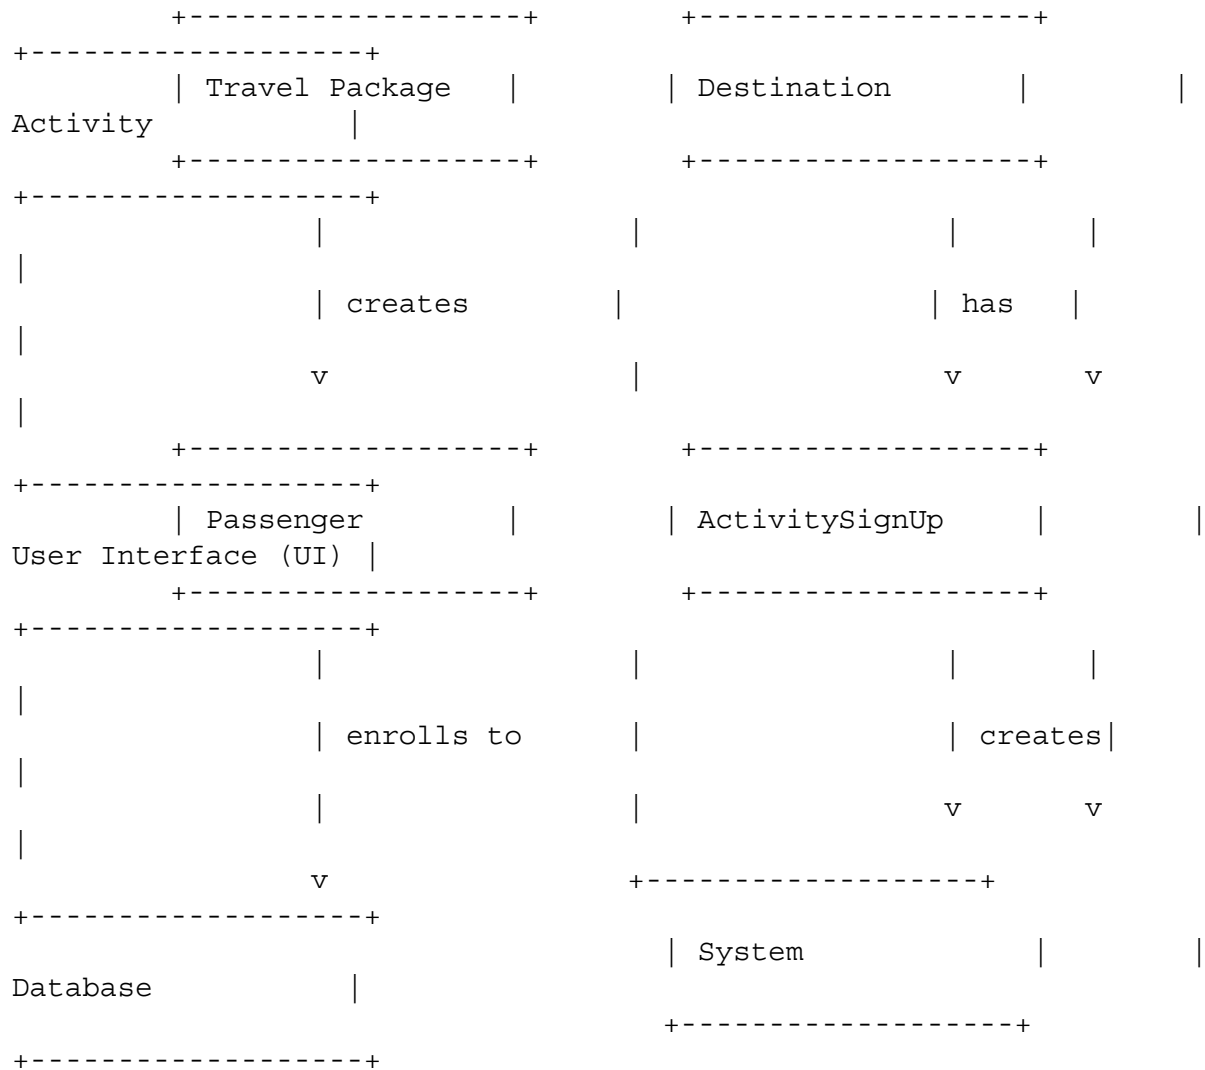 +-------------------+ +-------------------+
+-------------------+
| Travel Package | | Destination | |
Activity |
+-------------------+ +-------------------+
+-------------------+
| | | |
|
| creates | | has |
|
v | v v
|
+-------------------+ +-------------------+
+-------------------+
| Passenger | | ActivitySignUp | |
User Interface (UI) |
+-------------------+ +-------------------+
+-------------------+
| | | |
|
| enrolls to | | creates|
|
| | v v
|
v +-------------------+
+-------------------+
| System | |
Database |
+-------------------+
+-------------------+